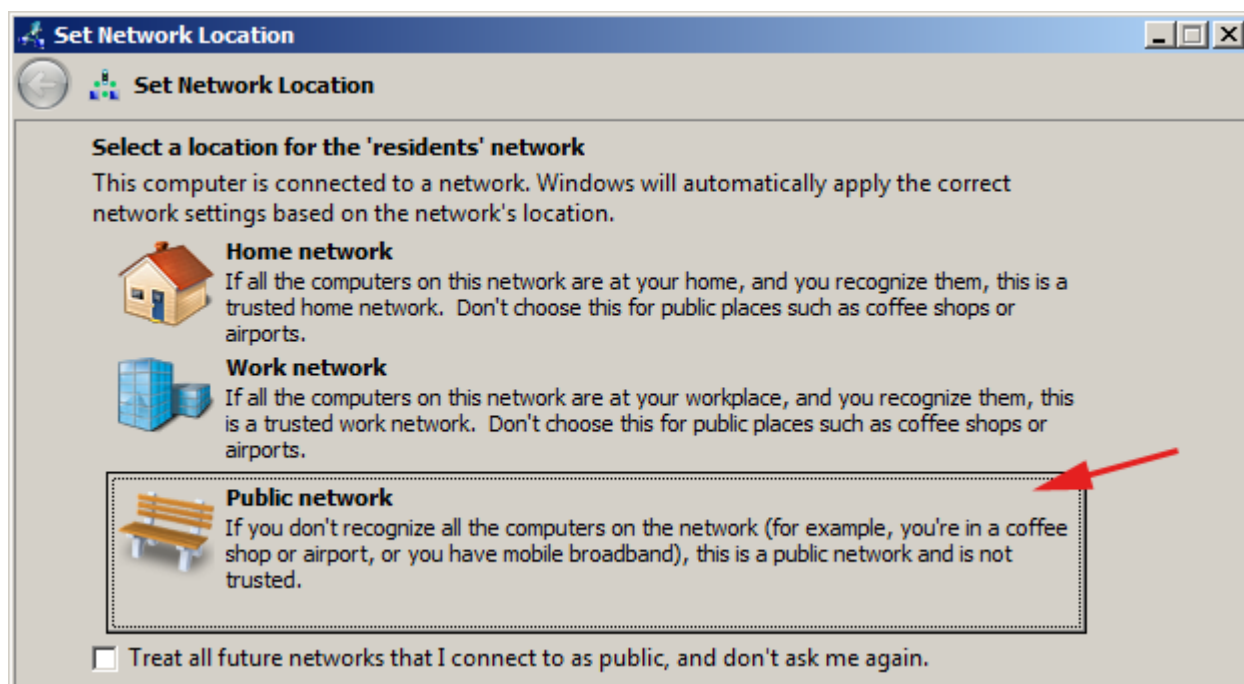 Set Network Location
Set Network Location
Select a location for the 'residents' network
This computer is connected to a network. Windows will automatically apply the correct
network settings based on the network's location.
Home network
If all the computers on this network are at your home, and you recognize them, this is a
trusted home network.  Don't choose this for public places such as coffee shops or
airports.
Work network
If all the computers on this network are at your workplace, and you recognize them, this
is a trusted work network.  Don't choose this for public places such as coffee shops or
airports.
Public network
If you don't recognize all the computers on the network (for example, you're in a coffee
shop or airport, or you have mobile broadband), this is a public network and is not
trusted.
Treat all future networks that I connect to as public, and don't ask me again.